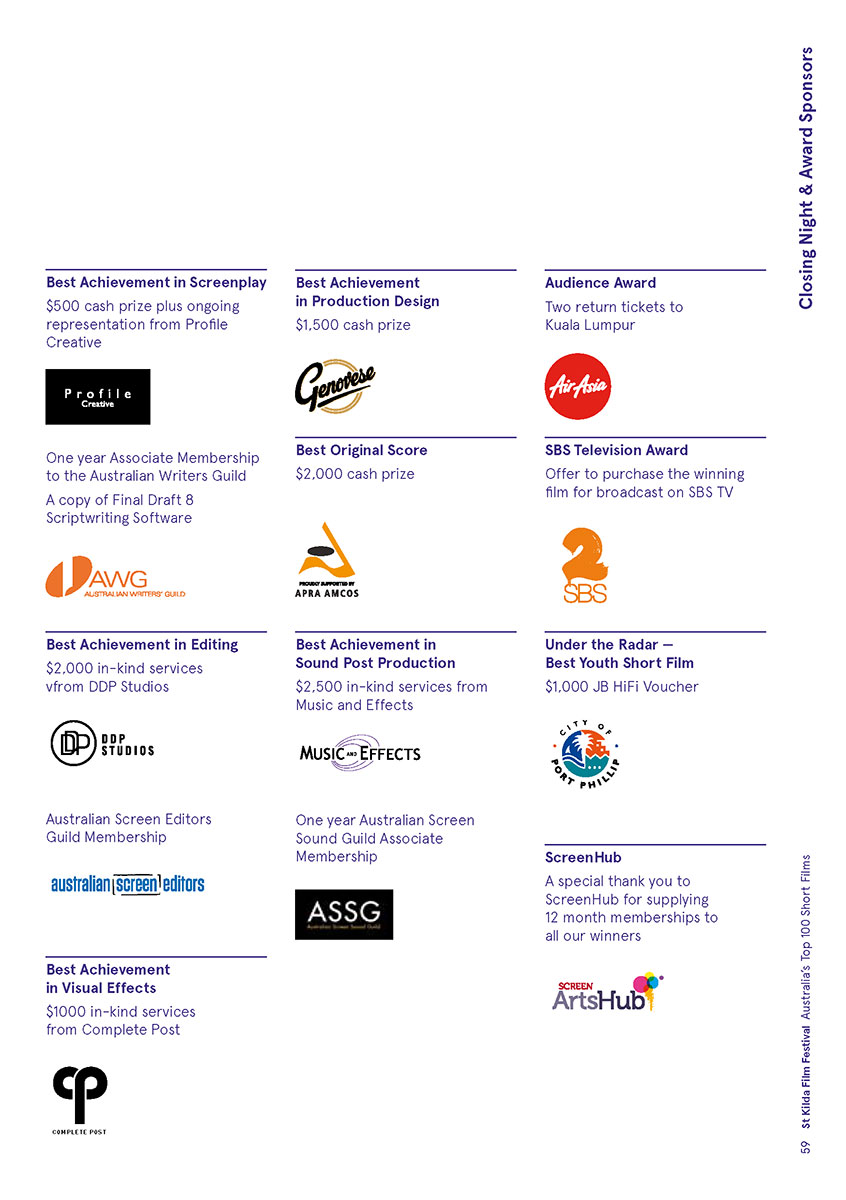 Closing Night & Award Sponsors
Best Achievement in Screenplay
$500 cash prize plus ongoing
representation from Profile
Creative
Profile
Creative
One year Associate Membership
to the Australian Writers Guild
A copy of Final Draft 8
Scriptwriting Software
AWG
AUSTRALIAN WRITERS' GUILD
Best Achievement in Editing
$2,000 in-kind services
vfrom DDP Studios
DDP
DDP
STUDIOS
Australian Screen Editors
Guild Membership
australian screen editors
Best Achievement
in Visual Effects
$1000 in-kind services
from Complete Post
cp
COMPLETE POST
Best Achievement
in Production Design
$1,500 cash prize
Genovese
Best Original Score
$2,000 cash prize
PROUDLY SUPPORTED BY
APRA AMCOS
Best Achievement in
Sound Post Production
$2,500 in-kind services from
Music and Effects
MUSIC AND EFFECTS
One year Australian Screen
Sound Guild Associate
Membership
ASSG
Australian Screen Sound Guild
Audience Award
Two return tickets to
Kuala Lumpur
AirAsia
SBS Television Award
Offer to purchase the winning
film for broadcast on SBS TV
2
SBS
Under the Radar —
Best Youth Short Film
$1,000 JB HiFi Voucher
CITY OF
PORT PHILLIP
ScreenHub
A special thank you to
ScreenHub for supplying
12 month memberships to
all our winners
SCREEN
ArtsHub
59 St Kilda Film Festival Australia's Top 100 Short Films